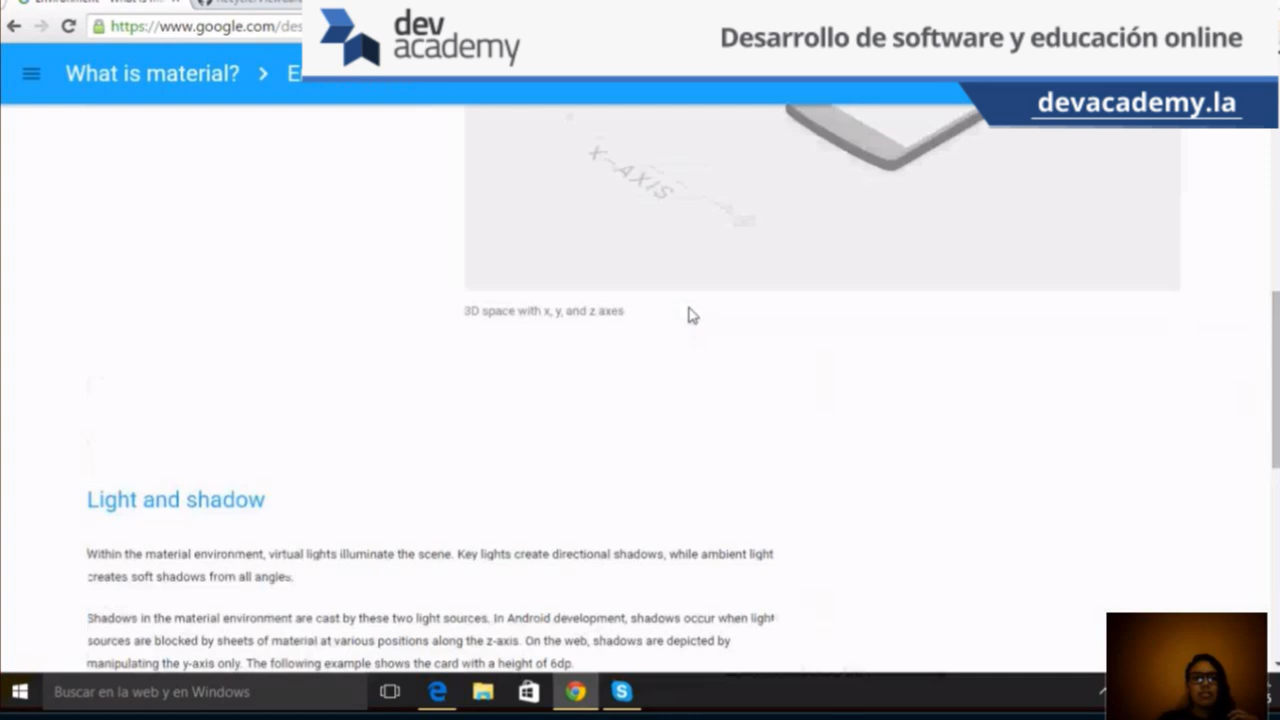 https://www.google.com/des
dev
academy
Desarrollo de software y educación online
devacademy.la
What is material? > E
X-AXIS
3D space with x, y, and z axes
Light and shadow
Within the material environment, virtual lights illuminate the scene. Key lights create directional shadows, while ambient light
creates soft shadows from all angles.
Shadows in the material environment are cast by these two light sources. In Android development, shadows occur when light
sources are blocked by sheets of material at various positions along the z-axis. On the web, shadows are depicted by
manipulating the y-axis only. The following example shows the card with a height of 6dp.
Buscar en la web y en Windows